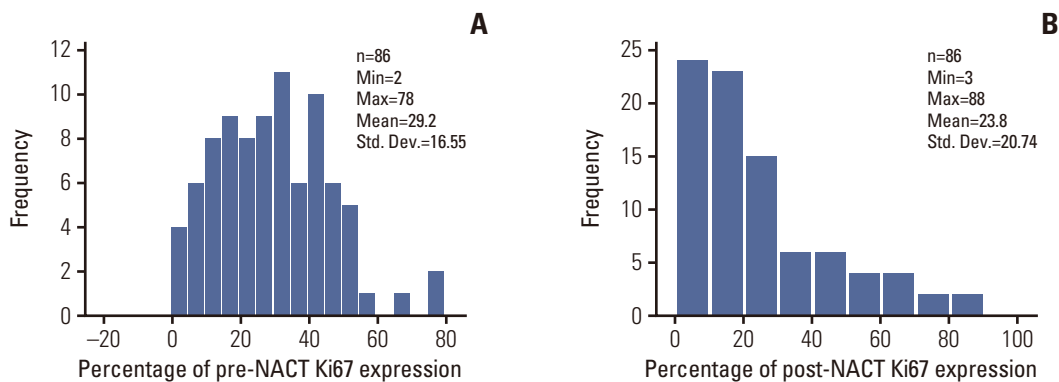 A
12
10
8
6
4
2
0
Frequency
n=86
Min=2
Max=78
Mean=29.2
Std. Dev.=16.55
−20 0 20 40 60 80
Percentage of pre-NACT Ki67 expression
B
25
20
15
10
5
0
Frequency
n=86
Min=3
Max=88
Mean=23.8
Std. Dev.=20.74
0 20 40 60 80 100
Percentage of post-NACT Ki67 expression